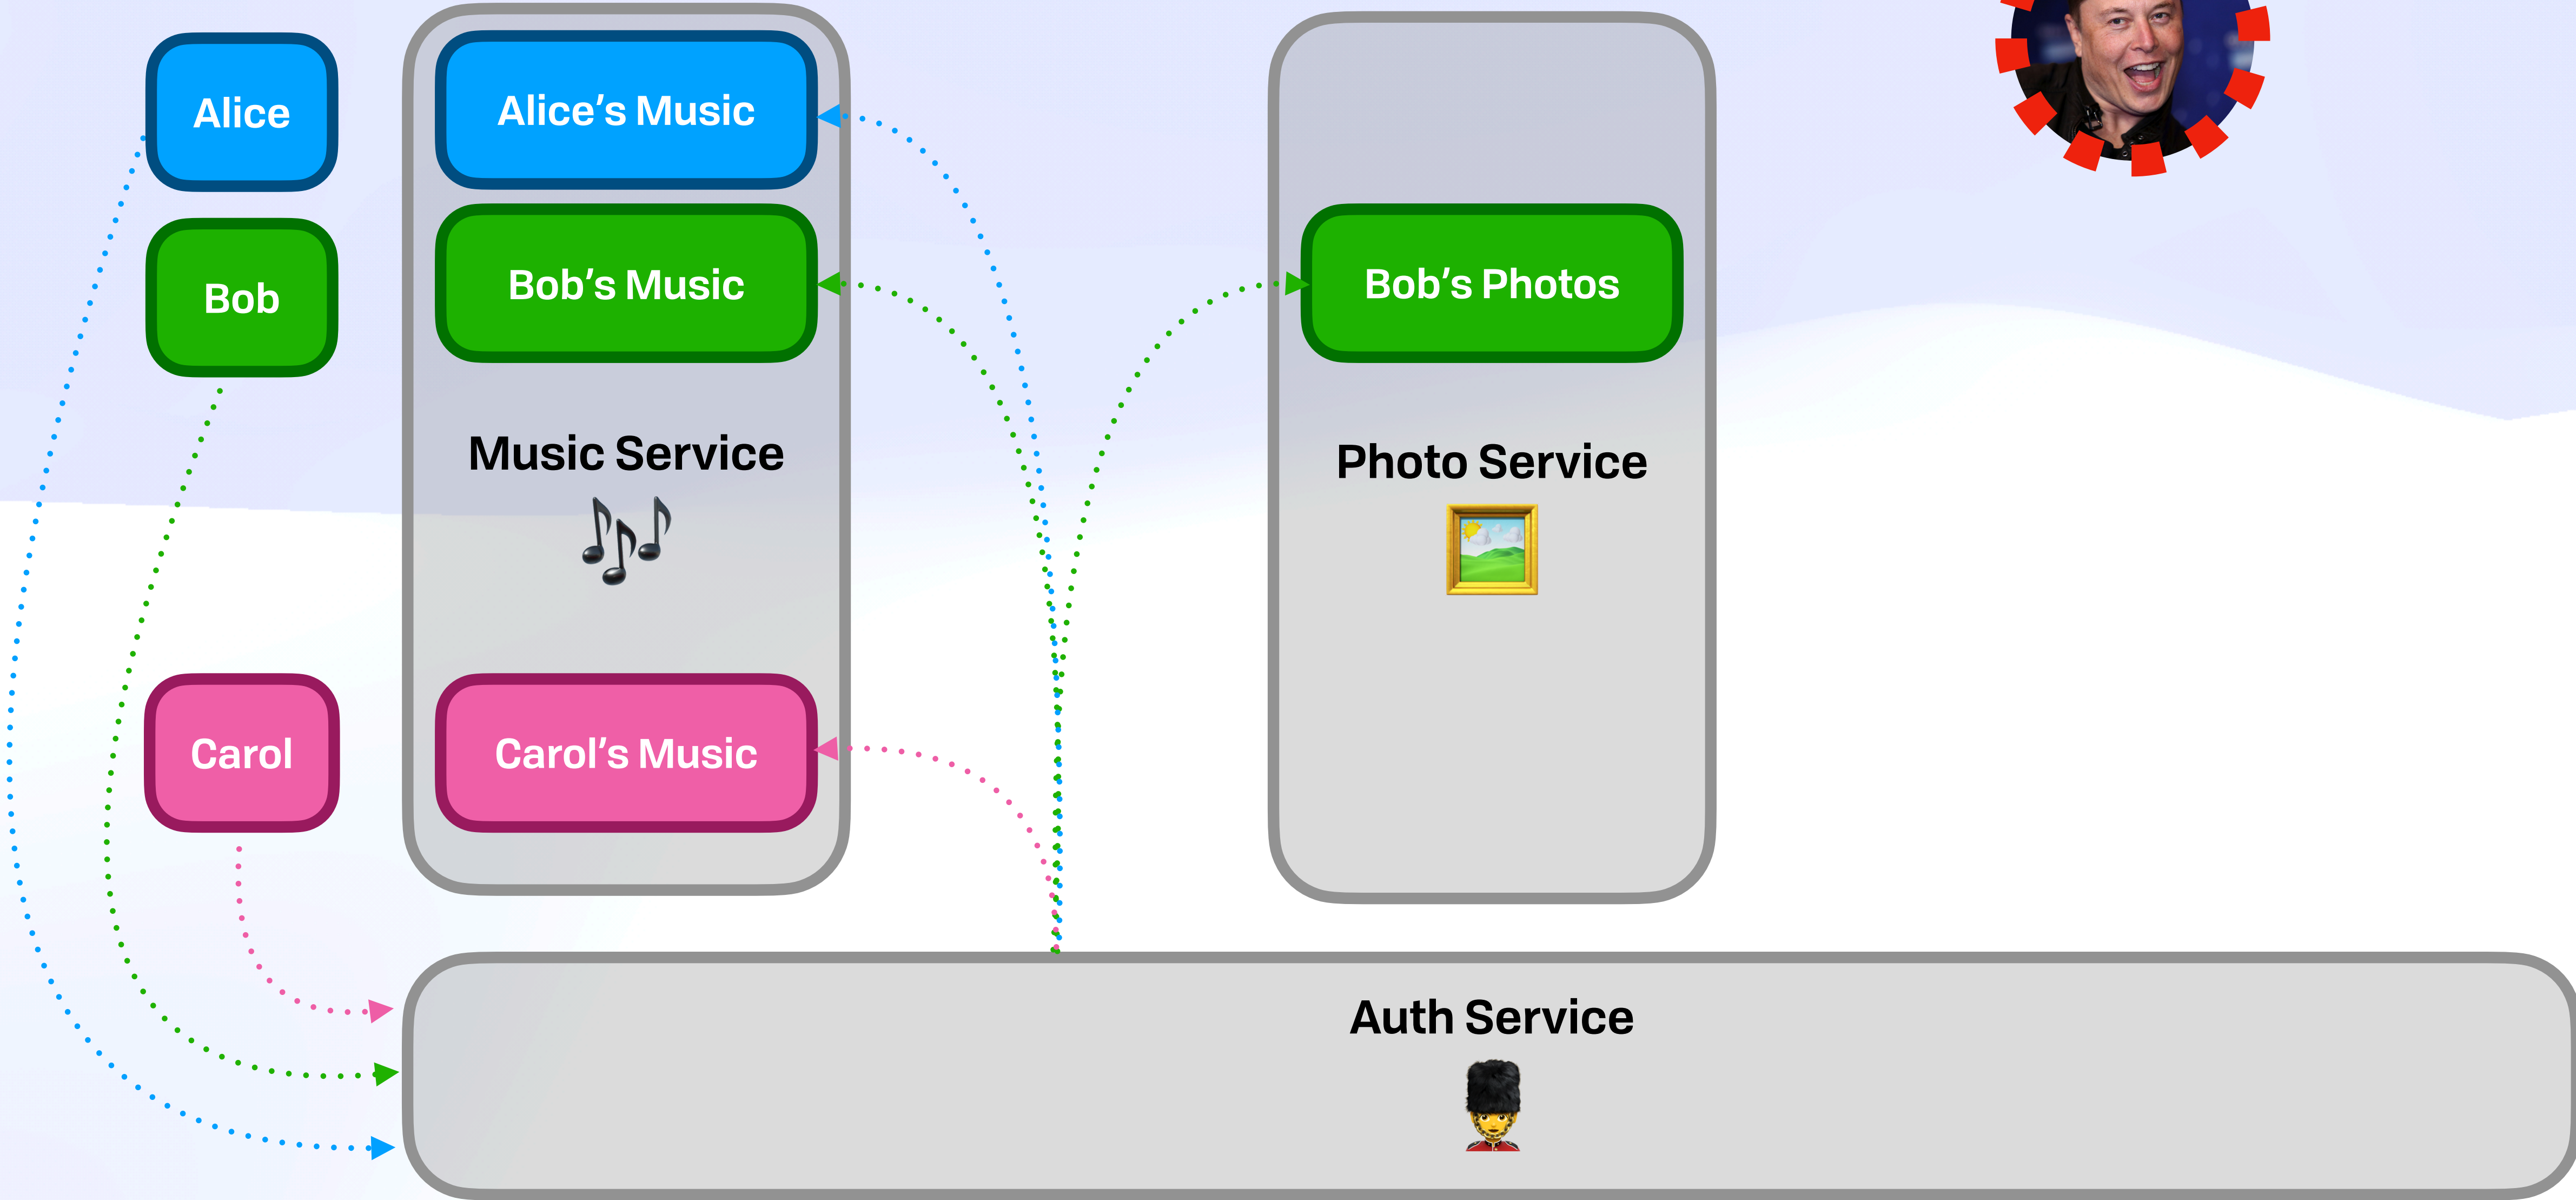 Alice
Alice’s Music
Bob
Bob’s Music
Bob’s Photos
Music Service
Photo Service
Carol
Carol’s Music
Auth Service